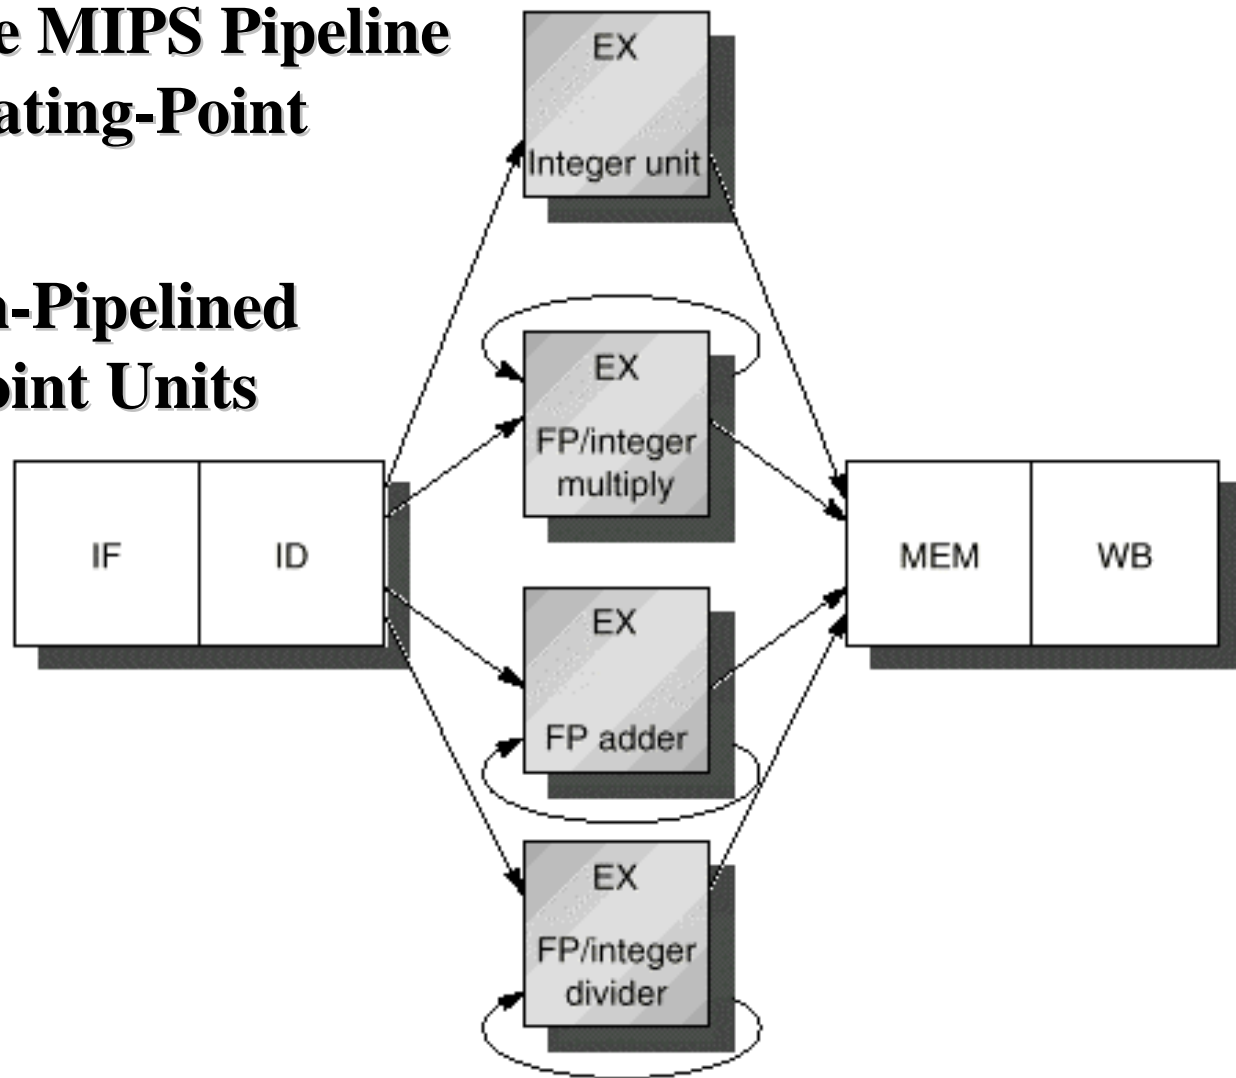 e MIPS Pipeline
ating-Point
n-Pipelined
oint Units
EX
Integer unit
EX
FP/integer
multiply
IF
ID
MEM
WB
EX
FP adder
EX
FP/integer
divider